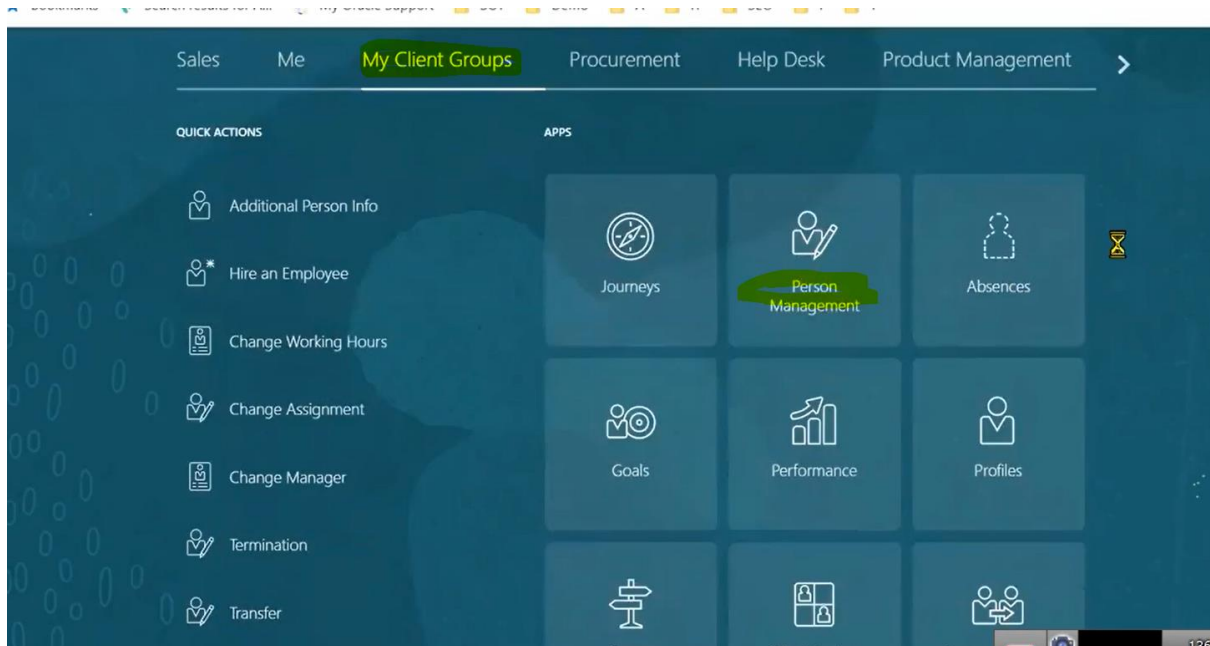 Sales Me My Client Groups Procurement Help Desk Product Management
QUICK ACTIONS
APPS
Additional Person Info
Hire an Employee
Change Working Hours
Change Assignment
Change Manager
Termination
Transfer
Journeys
Person
Management
Absences
Goals
Performance
Profiles